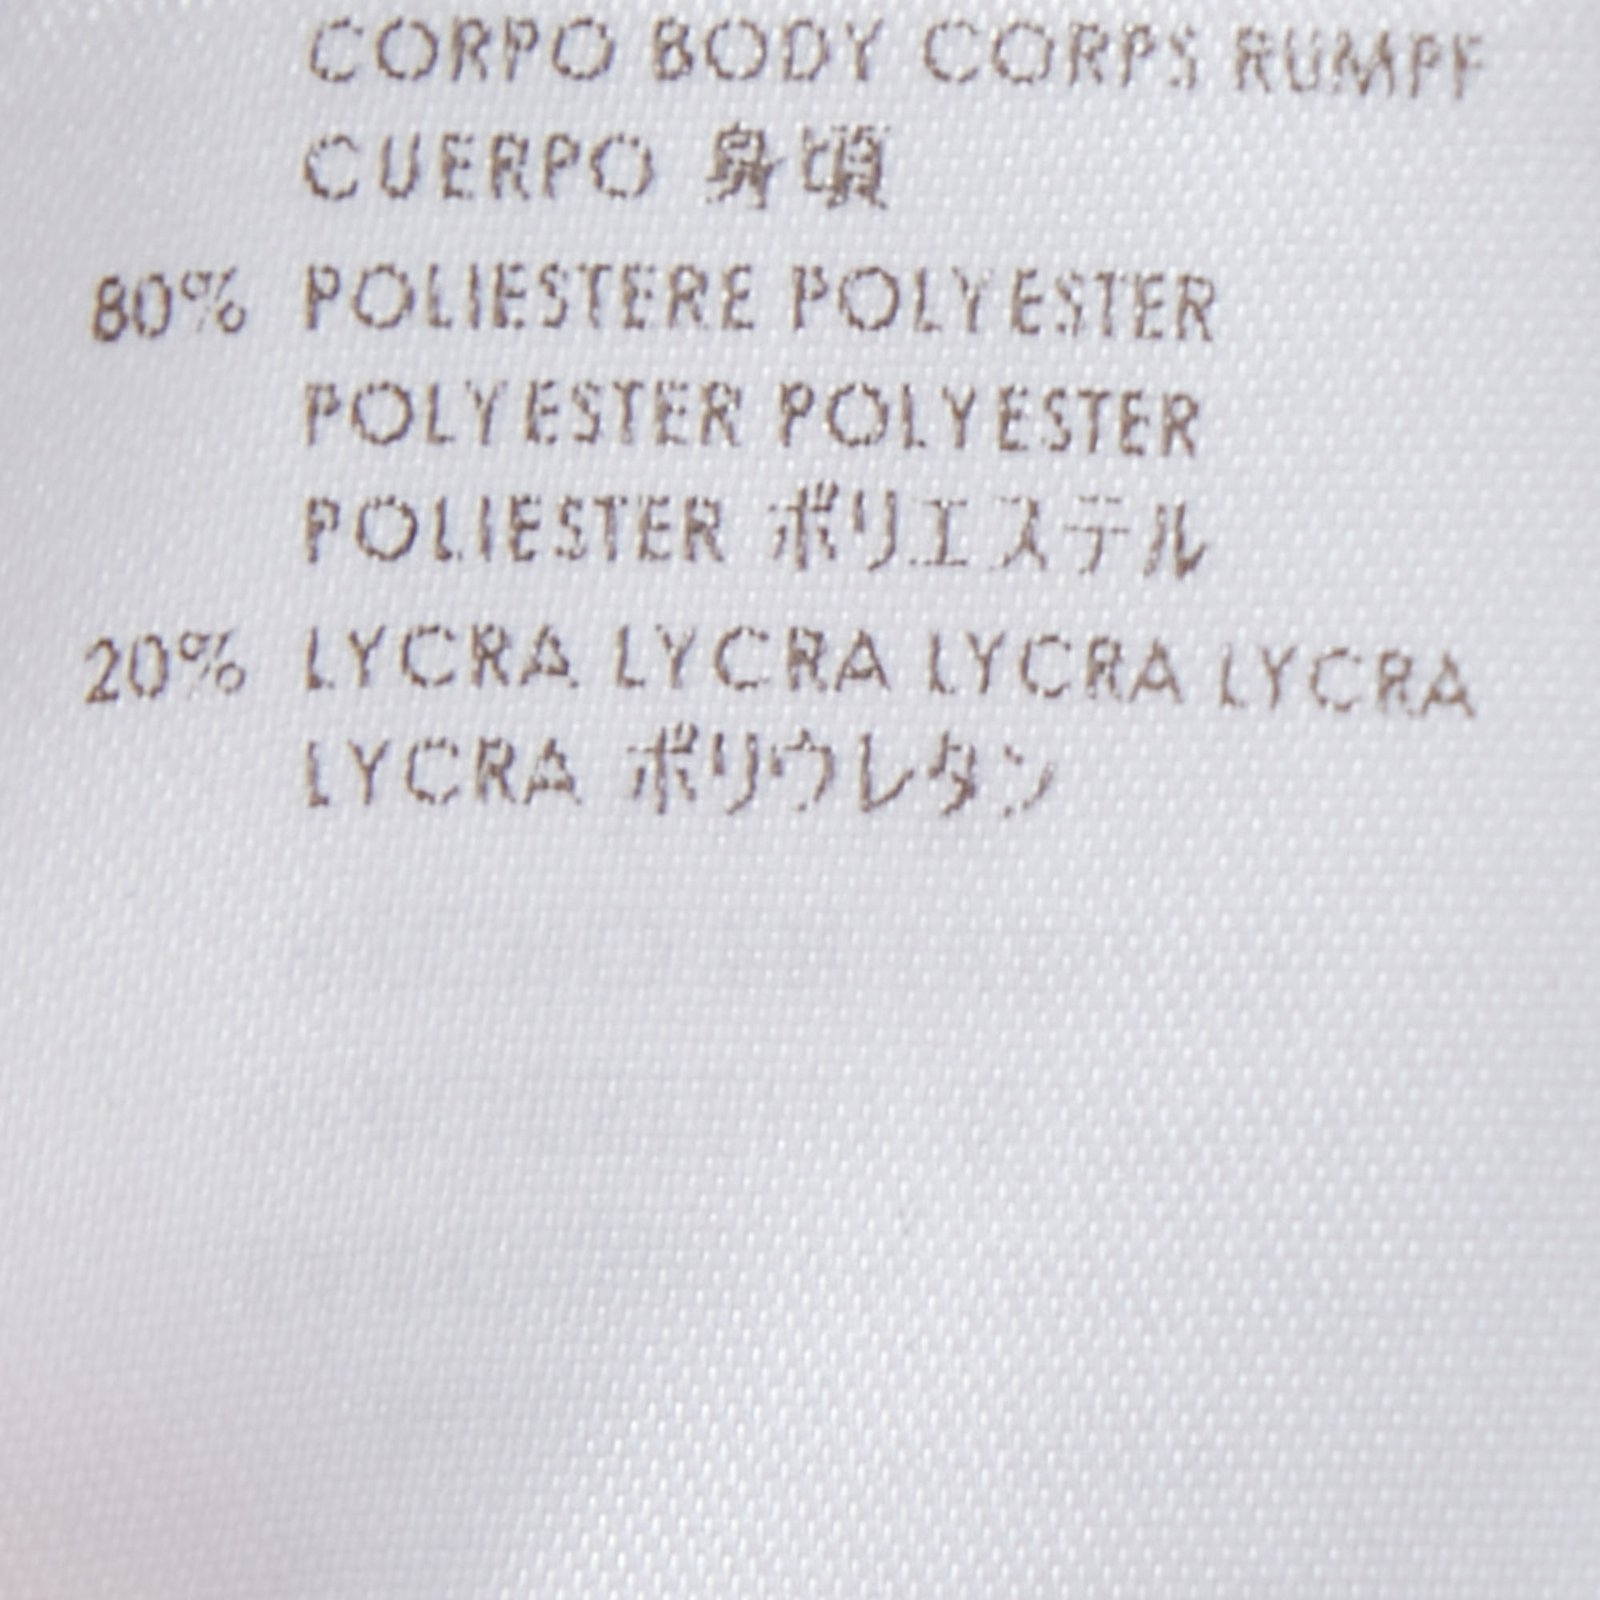 CORPO BODY CORPS RUMPF
CUERPO 身頃
80% POLIESTERE POLYESTER
POLYESTER POLYESTER
POLIESTER ポリエステル
20% LYCRA LYCRA LYCRA LYCRA
LYCRA ポリウレタン